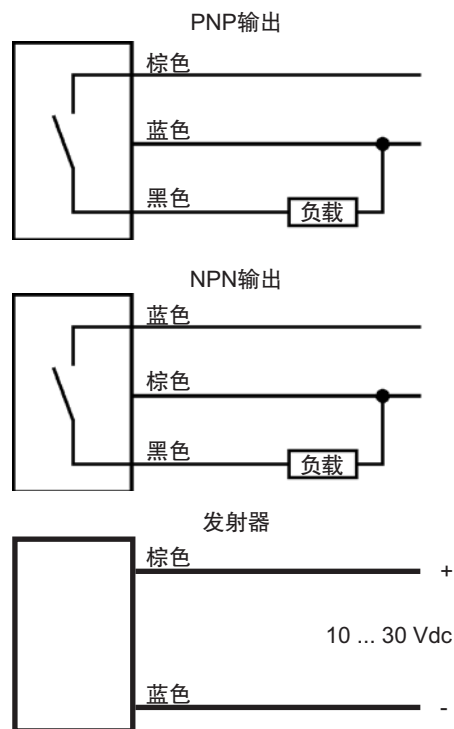 PNP输出
棕色
蓝色
黑色
负载
NPN输出
蓝色
棕色
黑色
负载
发射器
棕色
+
10 ... 30 Vdc
蓝色
-